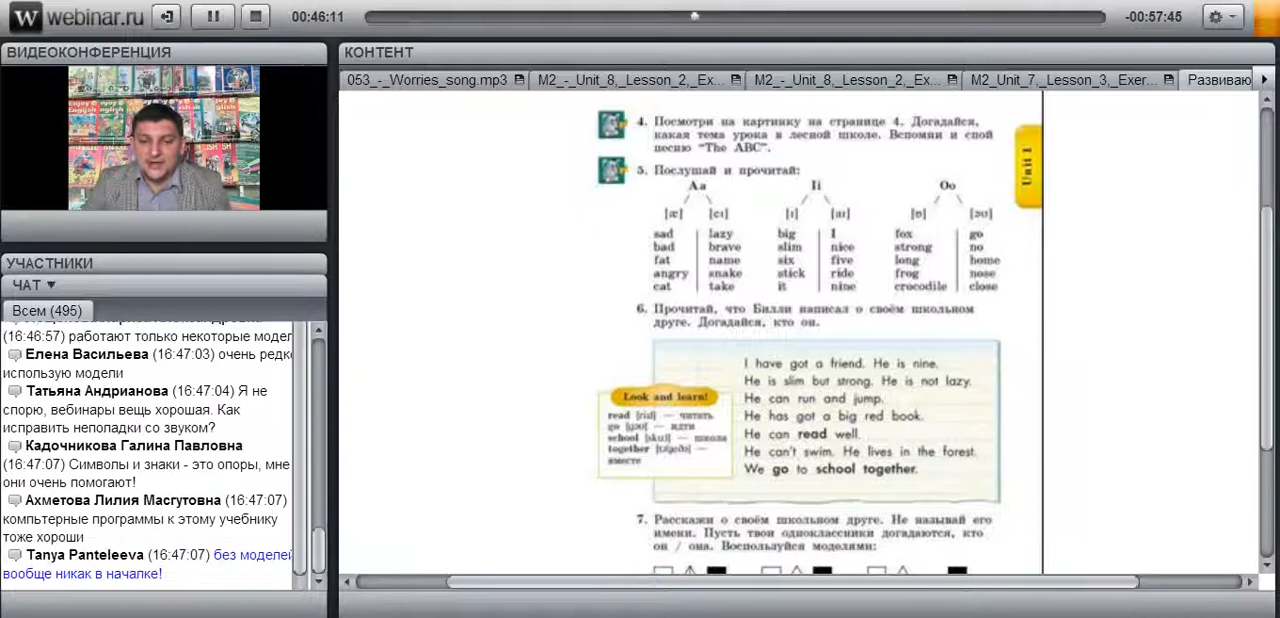 W webinar.ru
00:46:11
-00:57:45
ВИДЕОКОНФЕРЕНЦИЯ
КОНТЕНТ
053_-_Worries_song.mp3
M2_-_Unit_8,_Lesson_2,_Ex...
M2_-_Unit_8,_Lesson_2,_Ex...
M2_Unit_7,_Lesson_3,_Exer...
Развиваю
Enjoy English
УЧАСТНИКИ
ЧАТ
Всем (495)
(16:46:57) работают только некоторые модел
Елена Васильева (16:47:03) очень редко
использую модели
Татьяна Андрианова (16:47:04) Я не
спорю, вебинары вещь хорошая. Как
исправить неполадки со звуком?
Кадочникова Галина Павловна
(16:47:07) Символы и знаки - это опоры, мне
они очень помогают!
Ахметова Лилия Масгутовна (16:47:07)
компьтерные программы к этому учебнику
тоже хороши
Tanya Panteleeva (16:47:07) без моделей
вообще никак в началке!
4. Посмотри на картинку на странице 4. Догадайся,
какая тема урока в лесной школе. Вспомни и спой
песню “The ABC”.
5. Послушай и прочитай:
Aa Ii Oo
[æ] [eɪ] [ɪ] [aɪ] [ɒ] [əʊ]
sad lazy big I fox go
bad brave slim nice strong no
fat name six five long home
angry snake stick ride frog nose
cat take it nine crocodile close
6. Прочитай, что Билли написал о своём школьном
друге. Догадайся, кто он.
I have got a friend. He is nine.
He is slim but strong. He is not lazy.
He can run and jump.
He has got a big red book.
He can read well.
He can't swim. He lives in the forest.
We go to school together.
Look and learn!
read [riːd] — читать
go [gəʊ] — идти
school [skuːl] — школа
together [təˈgeðə] —
вместе
7. Расскажи о своём школьном друге. Не называй его
имени. Пусть твои одноклассники догадаются, кто
он / она. Воспользуйся моделями:
Unit 1